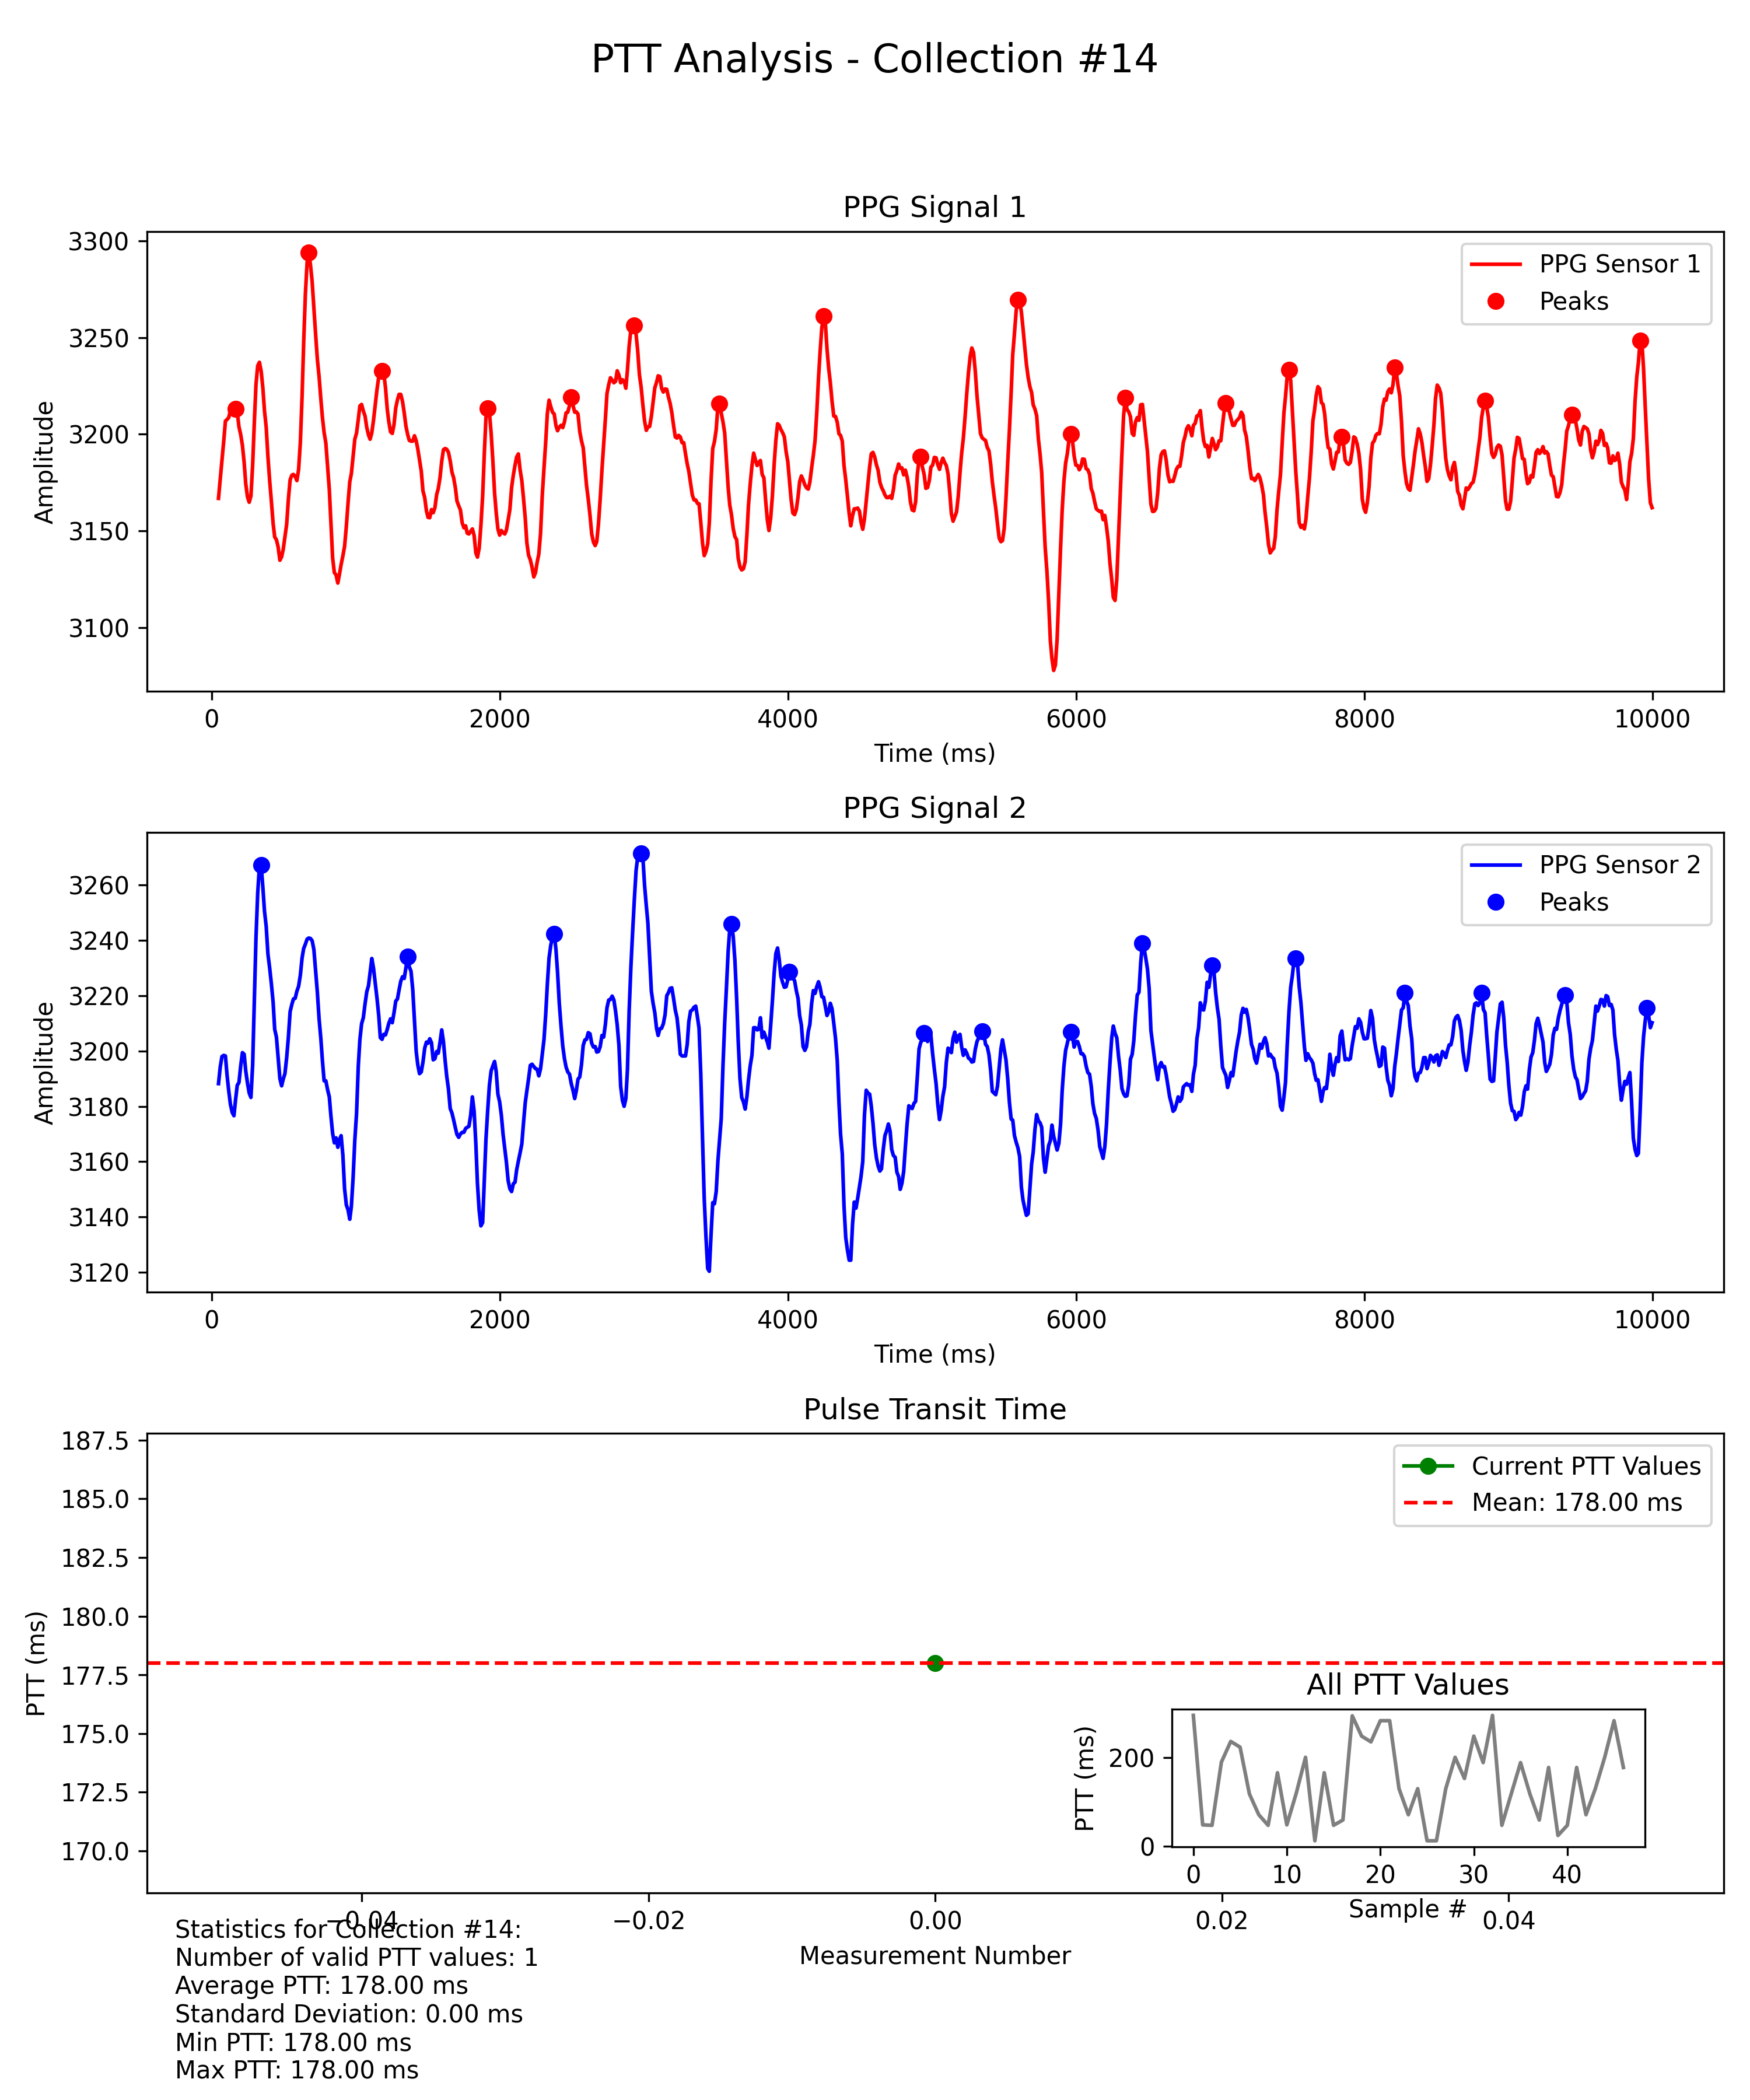 PTT Analysis - Collection #14
PPG Signal 1
3300
3250
3200
3150
3100
Amplitude
PPG Sensor 1
Peaks
0 2000 4000 6000 8000 10000
Time (ms)
PPG Signal 2
3260
3240
3220
3200
3180
3160
3140
3120
Amplitude
PPG Sensor 2
Peaks
0 2000 4000 6000 8000 10000
Time (ms)
Pulse Transit Time
187.5
185.0
182.5
180.0
177.5
175.0
172.5
170.0
PTT (ms)
Current PTT Values
Mean: 178.00 ms
All PTT Values
PTT (ms)
200
0
0 10 20 30 40
Sample #
−0.04 −0.02 0.00 0.02 0.04
Measurement Number
Statistics for Collection #14:
Number of valid PTT values: 1
Average PTT: 178.00 ms
Standard Deviation: 0.00 ms
Min PTT: 178.00 ms
Max PTT: 178.00 ms